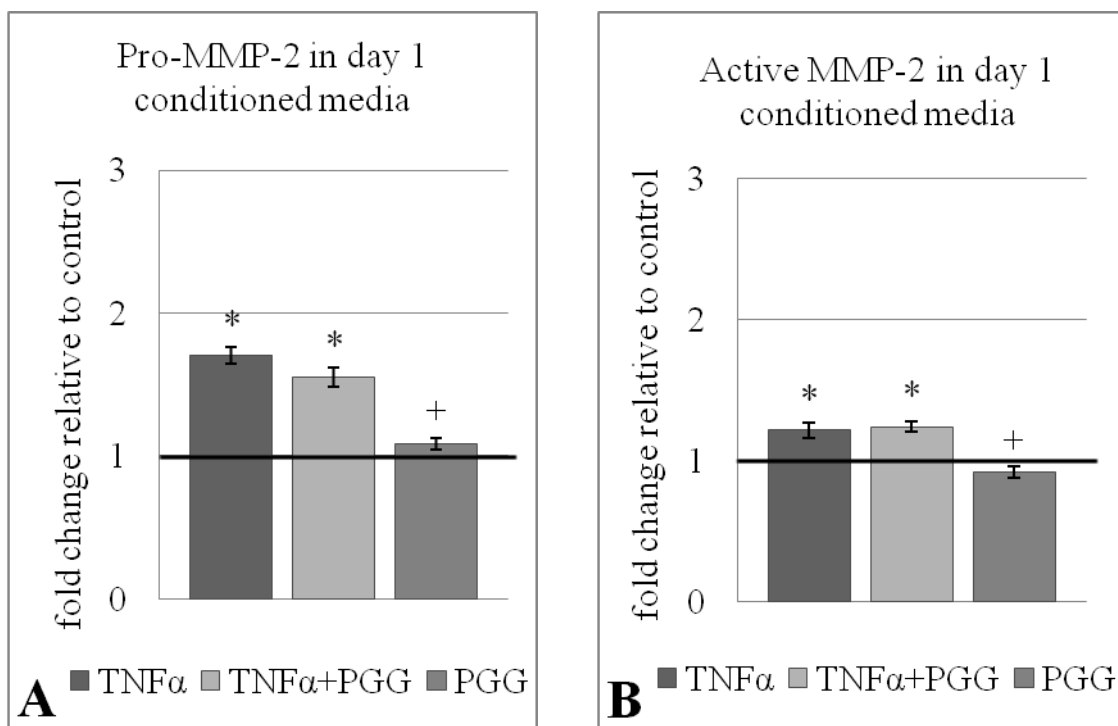 Pro-MMP-2 in day 1
conditioned media
fold change relative to control
3
2
1
0
*
*
+
TNFα TNFα+PGG PGG
A
Active MMP-2 in day 1
conditioned media
fold change relative to control
3
2
1
0
*
*
+
TNFα TNFα+PGG PGG
B